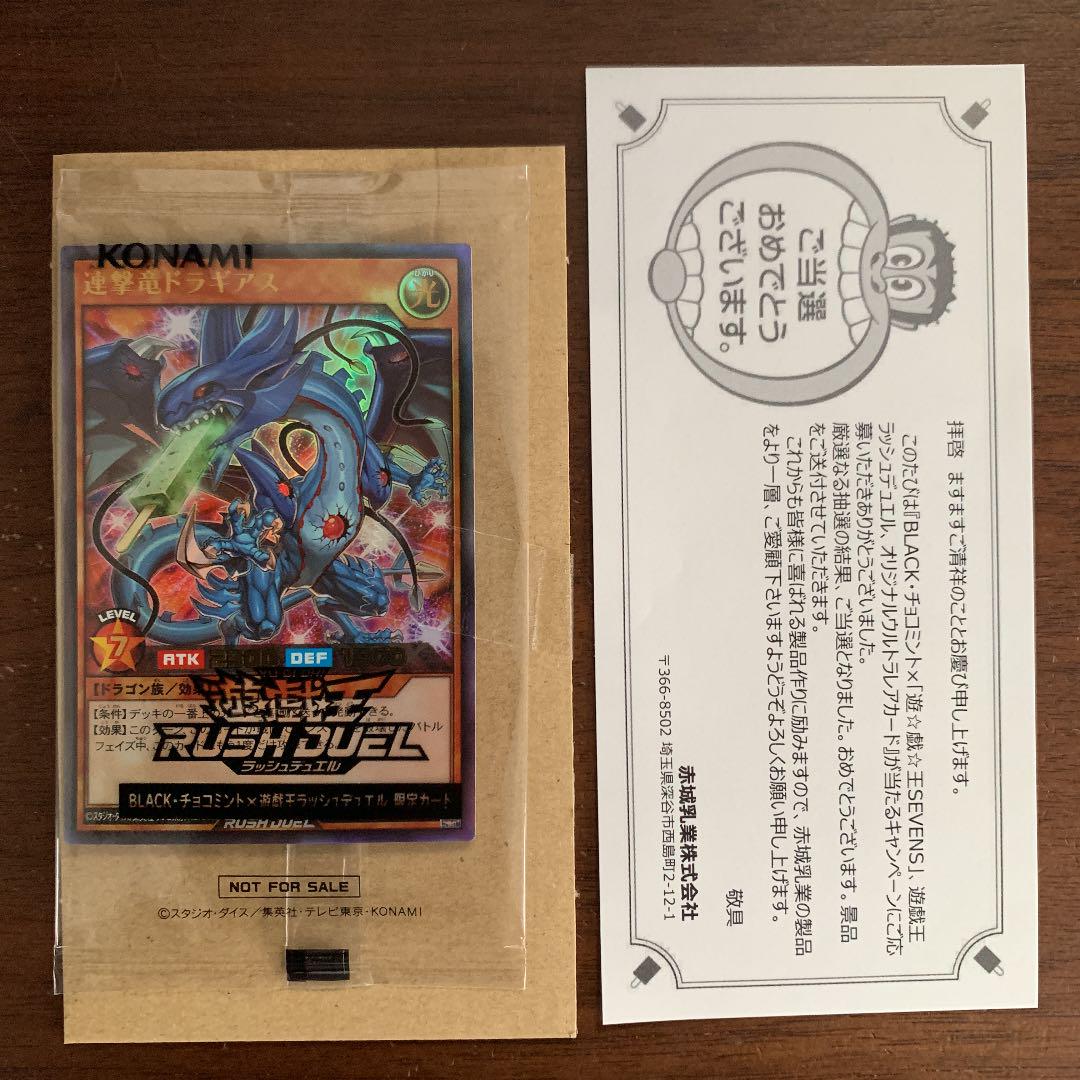 KONAMI
連撃竜ドラギアス
ひかり
光
LEVEL
7
ATK
DEF
【ドラゴン族／効果
【条件】デッキの一番上
きる。
【効果】この
バトル
フェイズ中、この
遊戯王
RUSH DUEL
ラッシュデュエル
BLACK・チョコミント×遊戯王ラッシュデュエル 限定カード
RUSH DUEL
NOT FOR SALE
©スタジオ・ダイス／集英社・テレビ東京・KONAMI
ご当選
おめでとう
ございます。
拝啓 ますますご清祥のこととお慶び申し上げます。
このたびは『BLACK・チョコミント×「遊☆戯☆王SEVENS」、遊戯王
ラッシュデュエル、オリジナルウルトラレアカード』が当たるキャンペーンにご応
募いただきありがとうございました。
厳選なる抽選の結果、ご当選となりました。おめでとうございます。景品
をご送付させていただきます。
これからも皆様に喜ばれる製品作りに励みますので、赤城乳業の製品
をより一層、ご愛顧下さいますようどうぞよろしくお願い申し上げます。
敬具
赤城乳業株式会社
〒366-8502 埼玉県深谷市西島町2-12-1